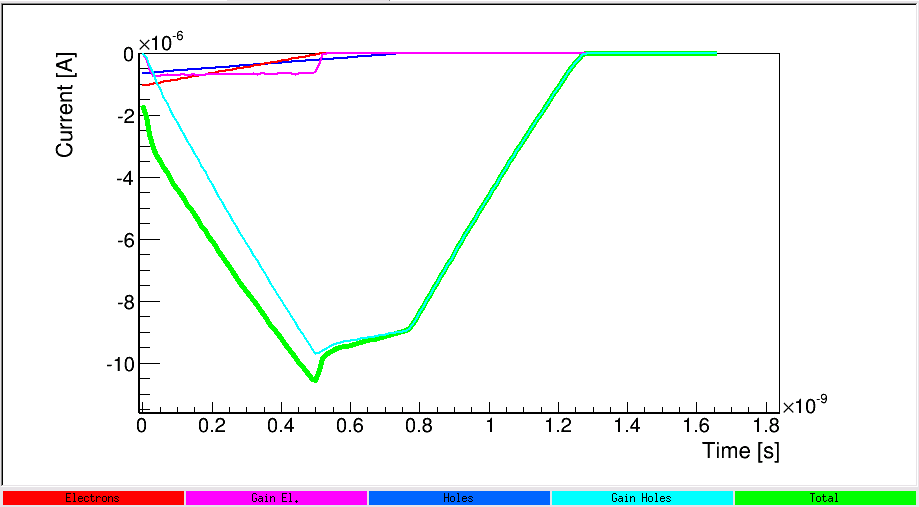 ×10⁻⁶
Current [A]
0
-2
-4
-6
-8
-10
0 0.2 0.4 0.6 0.8 1 1.2 1.4 1.6 1.8
×10⁻⁹
Time [s]
Electrons Gain El. Holes Gain Holes Total